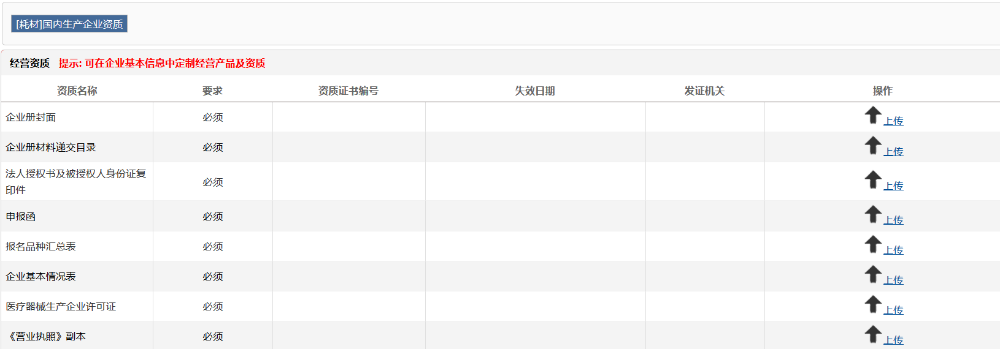 [耗材]国内生产企业资质
经营资质 提示: 可在企业基本信息中定制经营产品及资质
资质名称 要求 资质证书编号 失效日期 发证机关 操作
企业册封面 必须 上传
企业册材料递交目录 必须 上传
法人授权书及被授权人身份证复
印件 必须 上传
申报函 必须 上传
报名品种汇总表 必须 上传
企业基本情况表 必须 上传
医疗器械生产企业许可证 必须 上传
《营业执照》副本 必须 上传